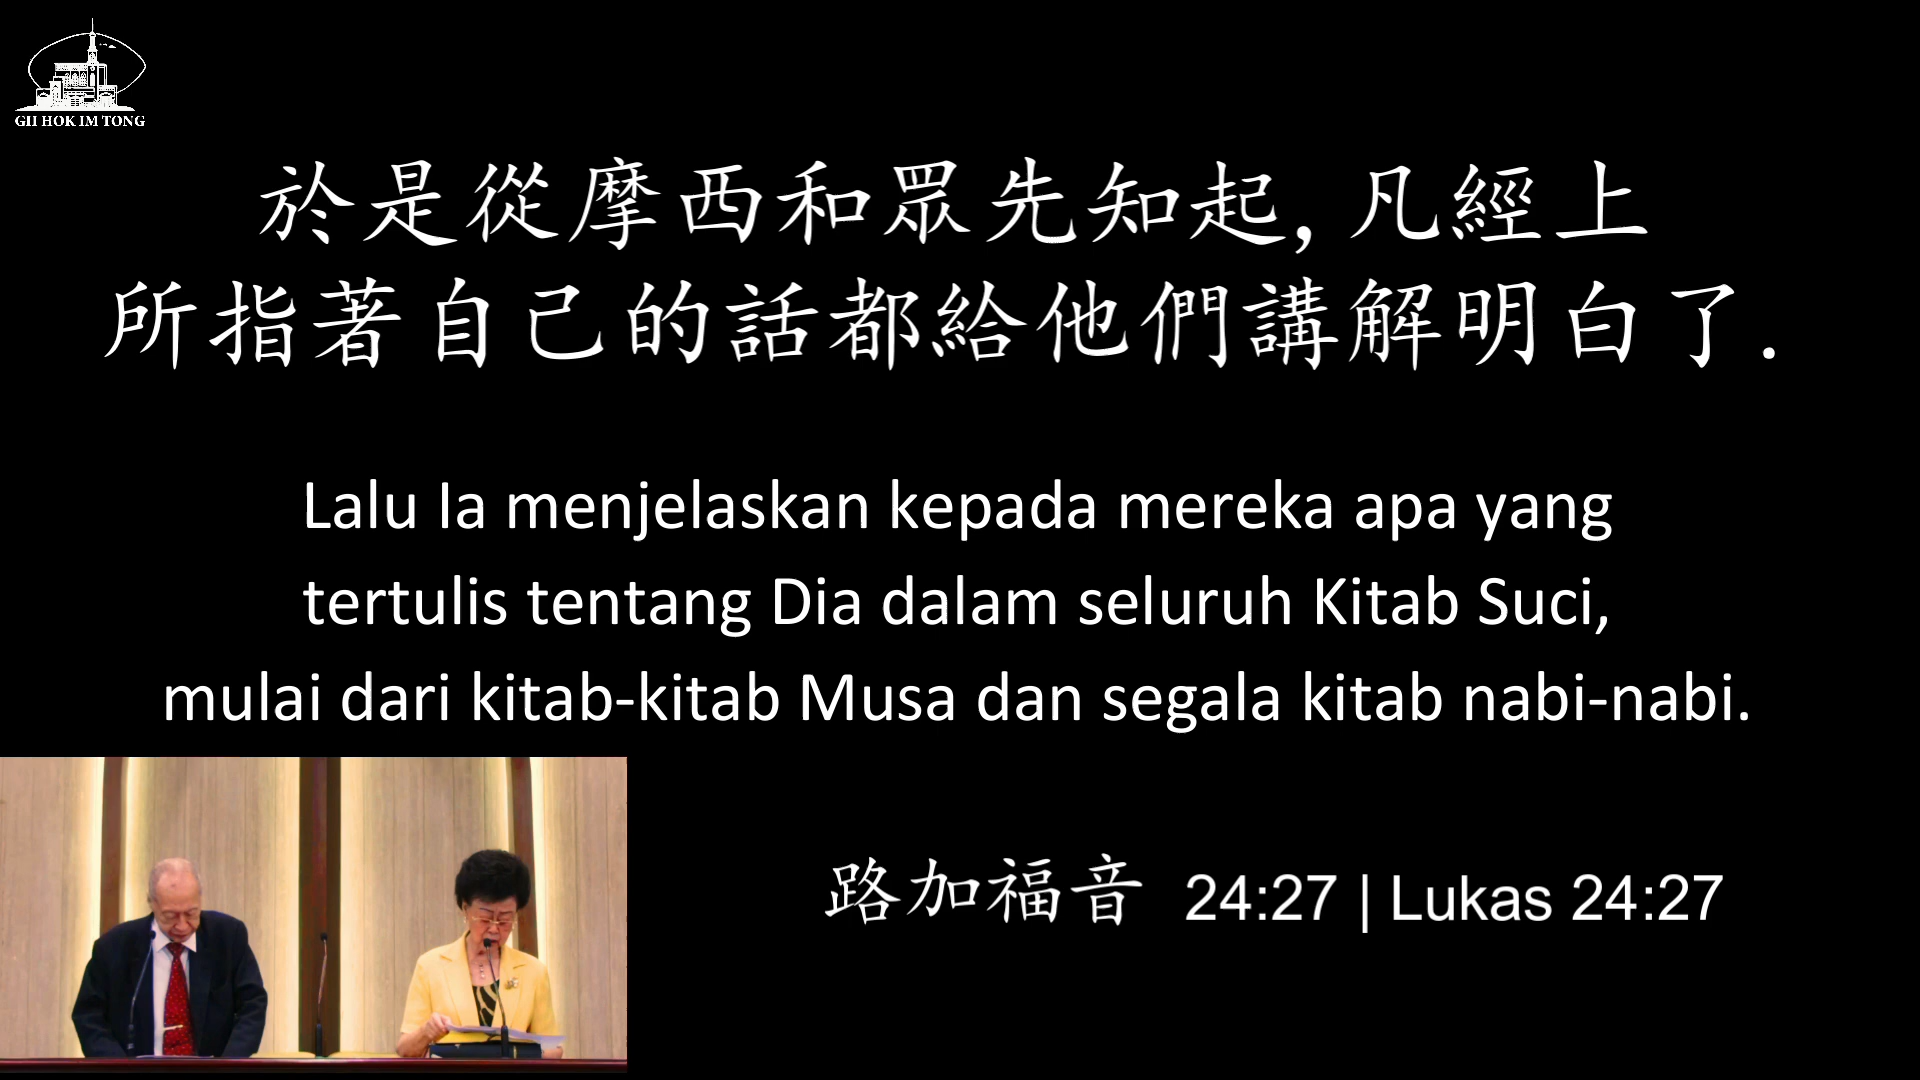 GII HOK IM TONG
於是從摩西和眾先知起,凡經上
所指著自己的話都給他們講解明白了.
Lalu Ia menjelaskan kepada mereka apa yang
tertulis tentang Dia dalam seluruh Kitab Suci,
mulai dari kitab-kitab Musa dan segala kitab nabi-nabi.
路加福音 24:27 | Lukas 24:27